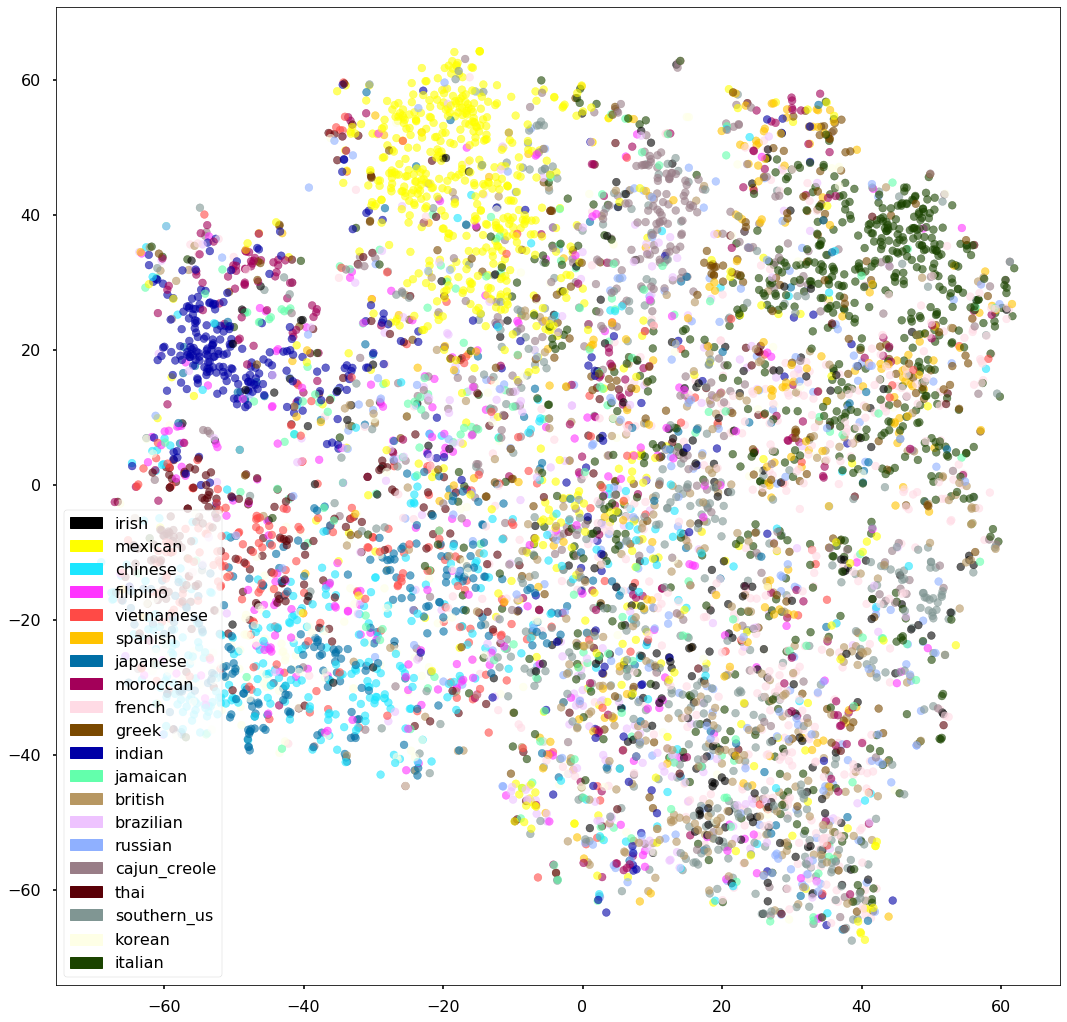 60
40
20
0
−20
−40
−60
irish
mexican
chinese
filipino
vietnamese
spanish
japanese
moroccan
french
greek
indian
jamaican
british
brazilian
russian
cajun_creole
thai
southern_us
korean
italian
−60 −40 −20 0 20 40 60